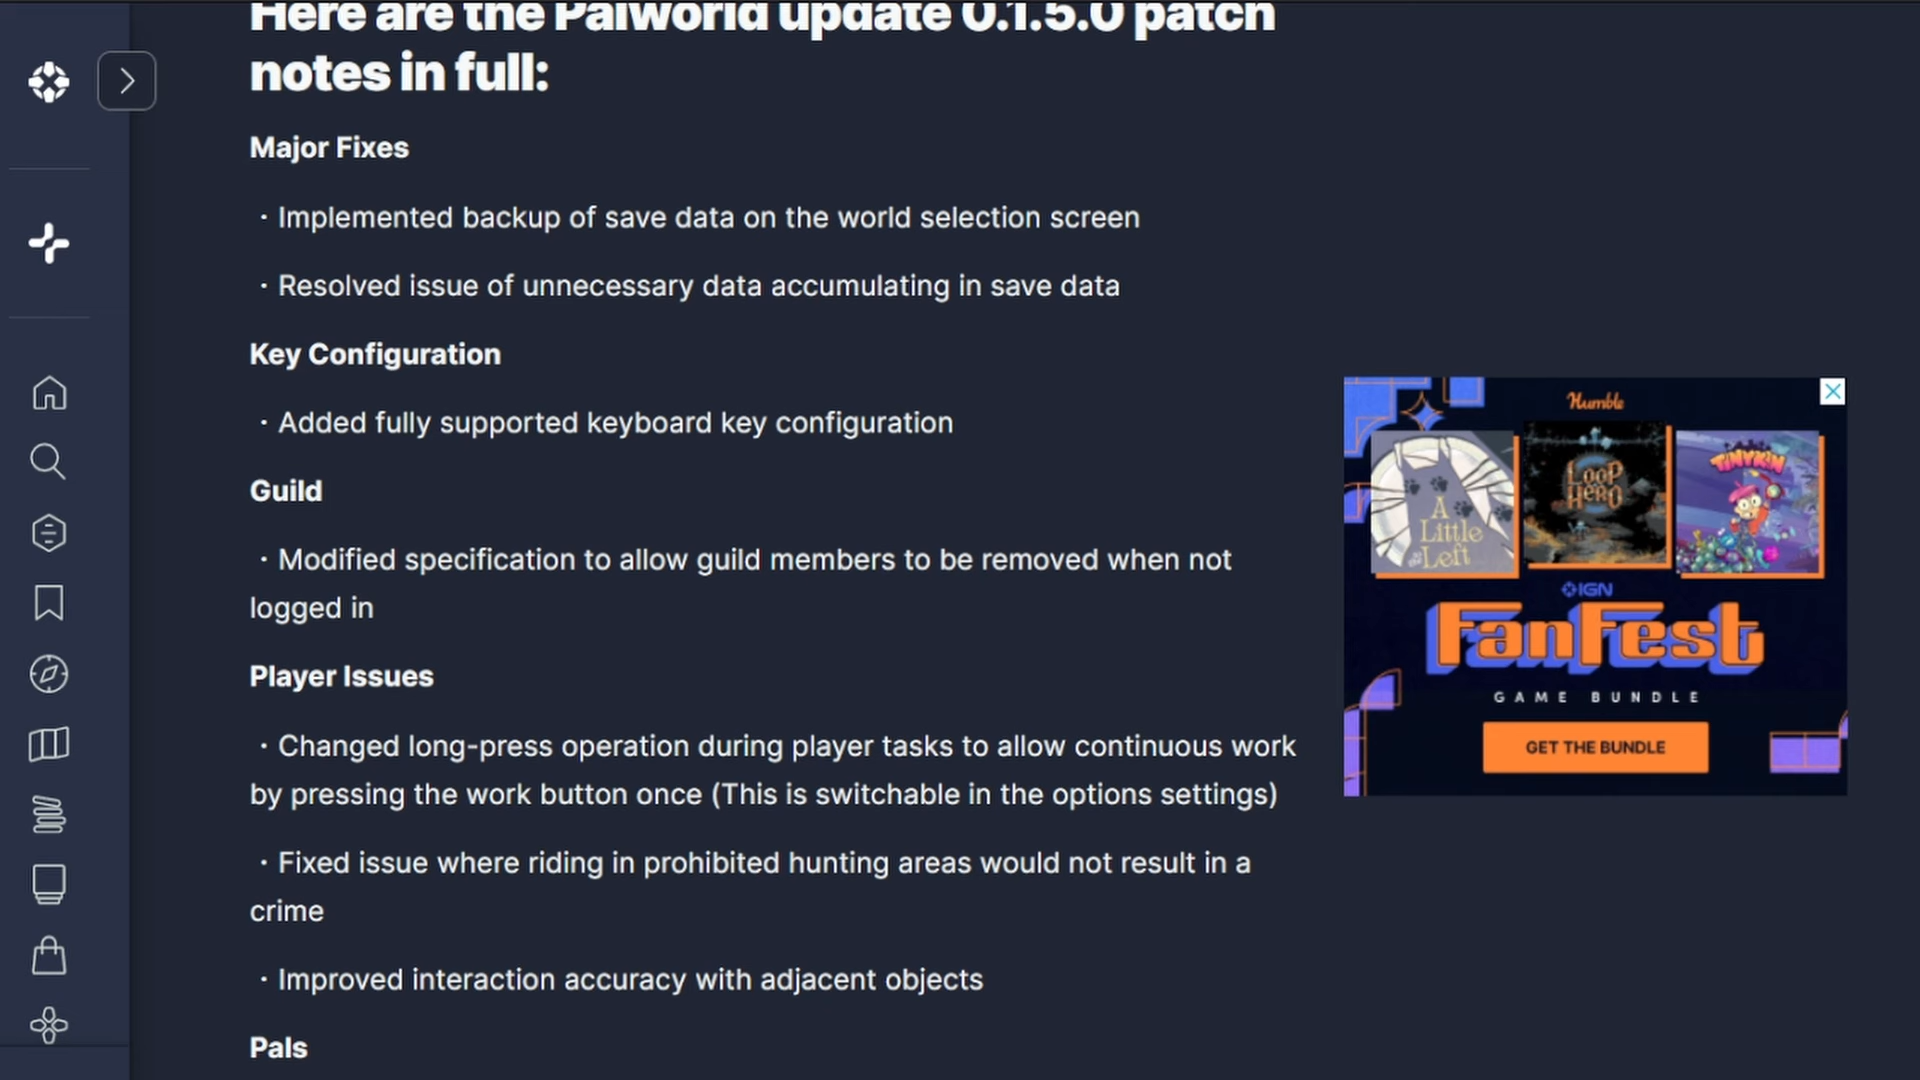 Here are the Palworld update 0.1.5.0 patch
notes in full:
Major Fixes
· Implemented backup of save data on the world selection screen
· Resolved issue of unnecessary data accumulating in save data
Key Configuration
· Added fully supported keyboard key configuration
Guild
· Modified specification to allow guild members to be removed when not
logged in
Player Issues
· Changed long-press operation during player tasks to allow continuous work
by pressing the work button once (This is switchable in the options settings)
· Fixed issue where riding in prohibited hunting areas would not result in a
crime
· Improved interaction accuracy with adjacent objects
Pals
Humble
A
Little
to the
Left
LOOP
HERO
TINYKIN
IGN
FanFest
GAME BUNDLE
GET THE BUNDLE